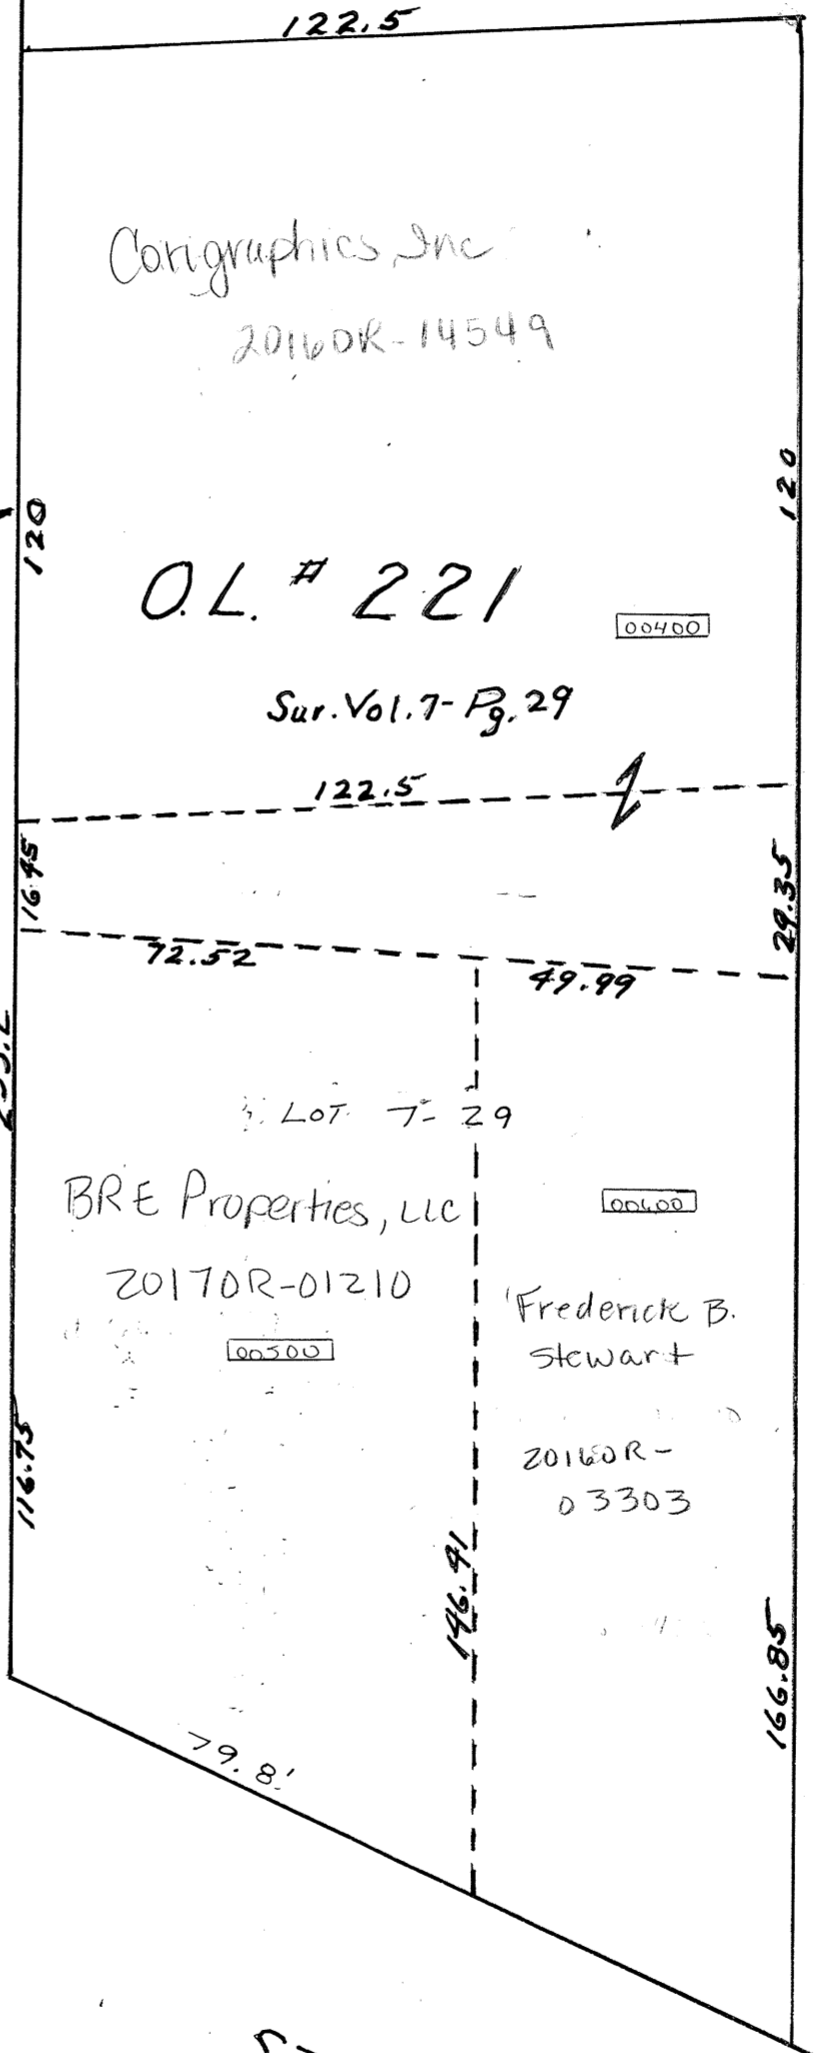 122.5
Corigraphics, Inc
2016OR-14549
120
120
O.L. # 221
00400
Sur. Vol. 7- Pg. 29
122.5
16.45
29.35
72.52
49.99
LOT 7-29
BRE Properties, LLC
2017OR-01210
00500
00600
Frederick B.
Stewart
2016OR-
03303
116.75
146.91
166.85
79.8'